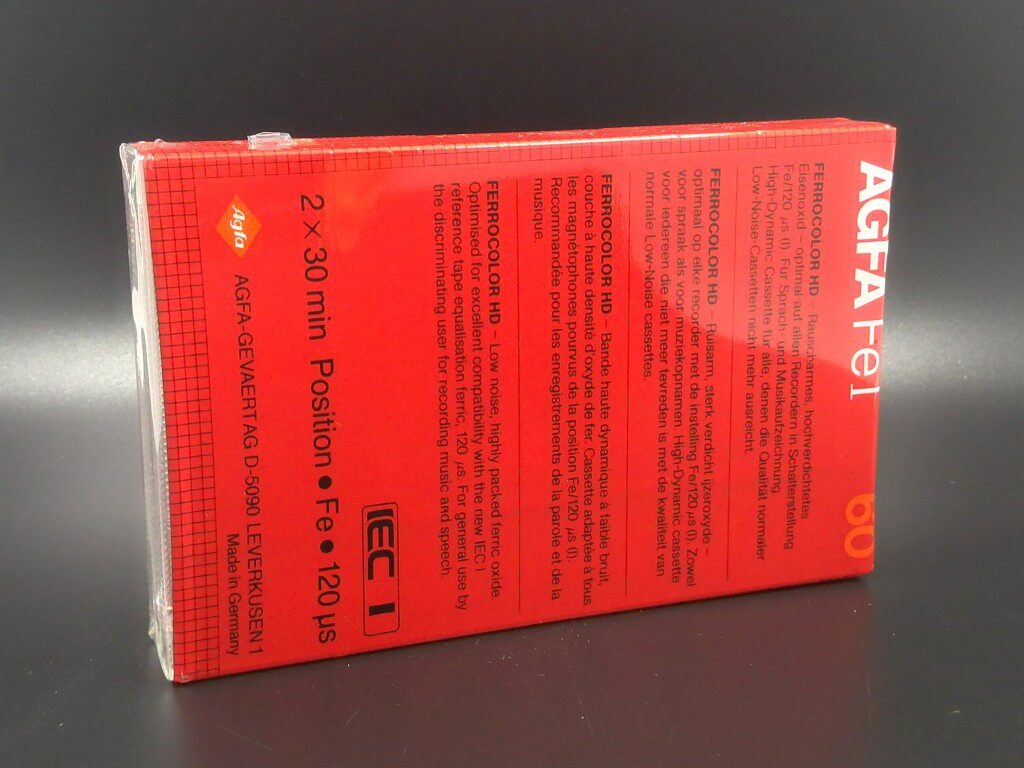 AGFA FeI 60
FERROCOLOR HD – Rauscharmes, hochverdichtetes
Eisenoxid – optimal auf allen Recordern in Schalterstellung
Fe/120 µs (I). Für Sprach- und Musikaufzeichnung.
High-Dynamic Cassette für alle, denen die Qualität normaler
Low-Noise-Cassetten nicht mehr ausreicht.
FERROCOLOR HD – Ruisarm, sterk verdicht ijzeroxyde –
optimaal op elke recorder met de instelling Fe/120 µs (I). Zowel
voor spraak als voor muziekopnamen. High-Dynamic cassette
voor iedereen die niet meer tevreden is met de kwaliteit van
normale Low-Noise cassettes.
FERROCOLOR HD – Bande haute dynamique à faible bruit,
couche à haute densité d'oxyde de fer. Cassette adaptée à tous
les magnétophones pourvus de la position Fe/120 µs (I).
Recommandée pour les enregistrements de la parole et de la
musique.
FERROCOLOR HD – Low noise, highly packed ferric oxide.
Optimised for excellent compatibility with the new IEC I
reference tape equalisation ferric, 120 µs. For general use by
the discriminating user for recording music and speech.
IEC I
2 × 30 min Position • Fe • 120 µs
Agfa
AGFA-GEVAERT AG D-5090 LEVERKUSEN 1
Made in Germany